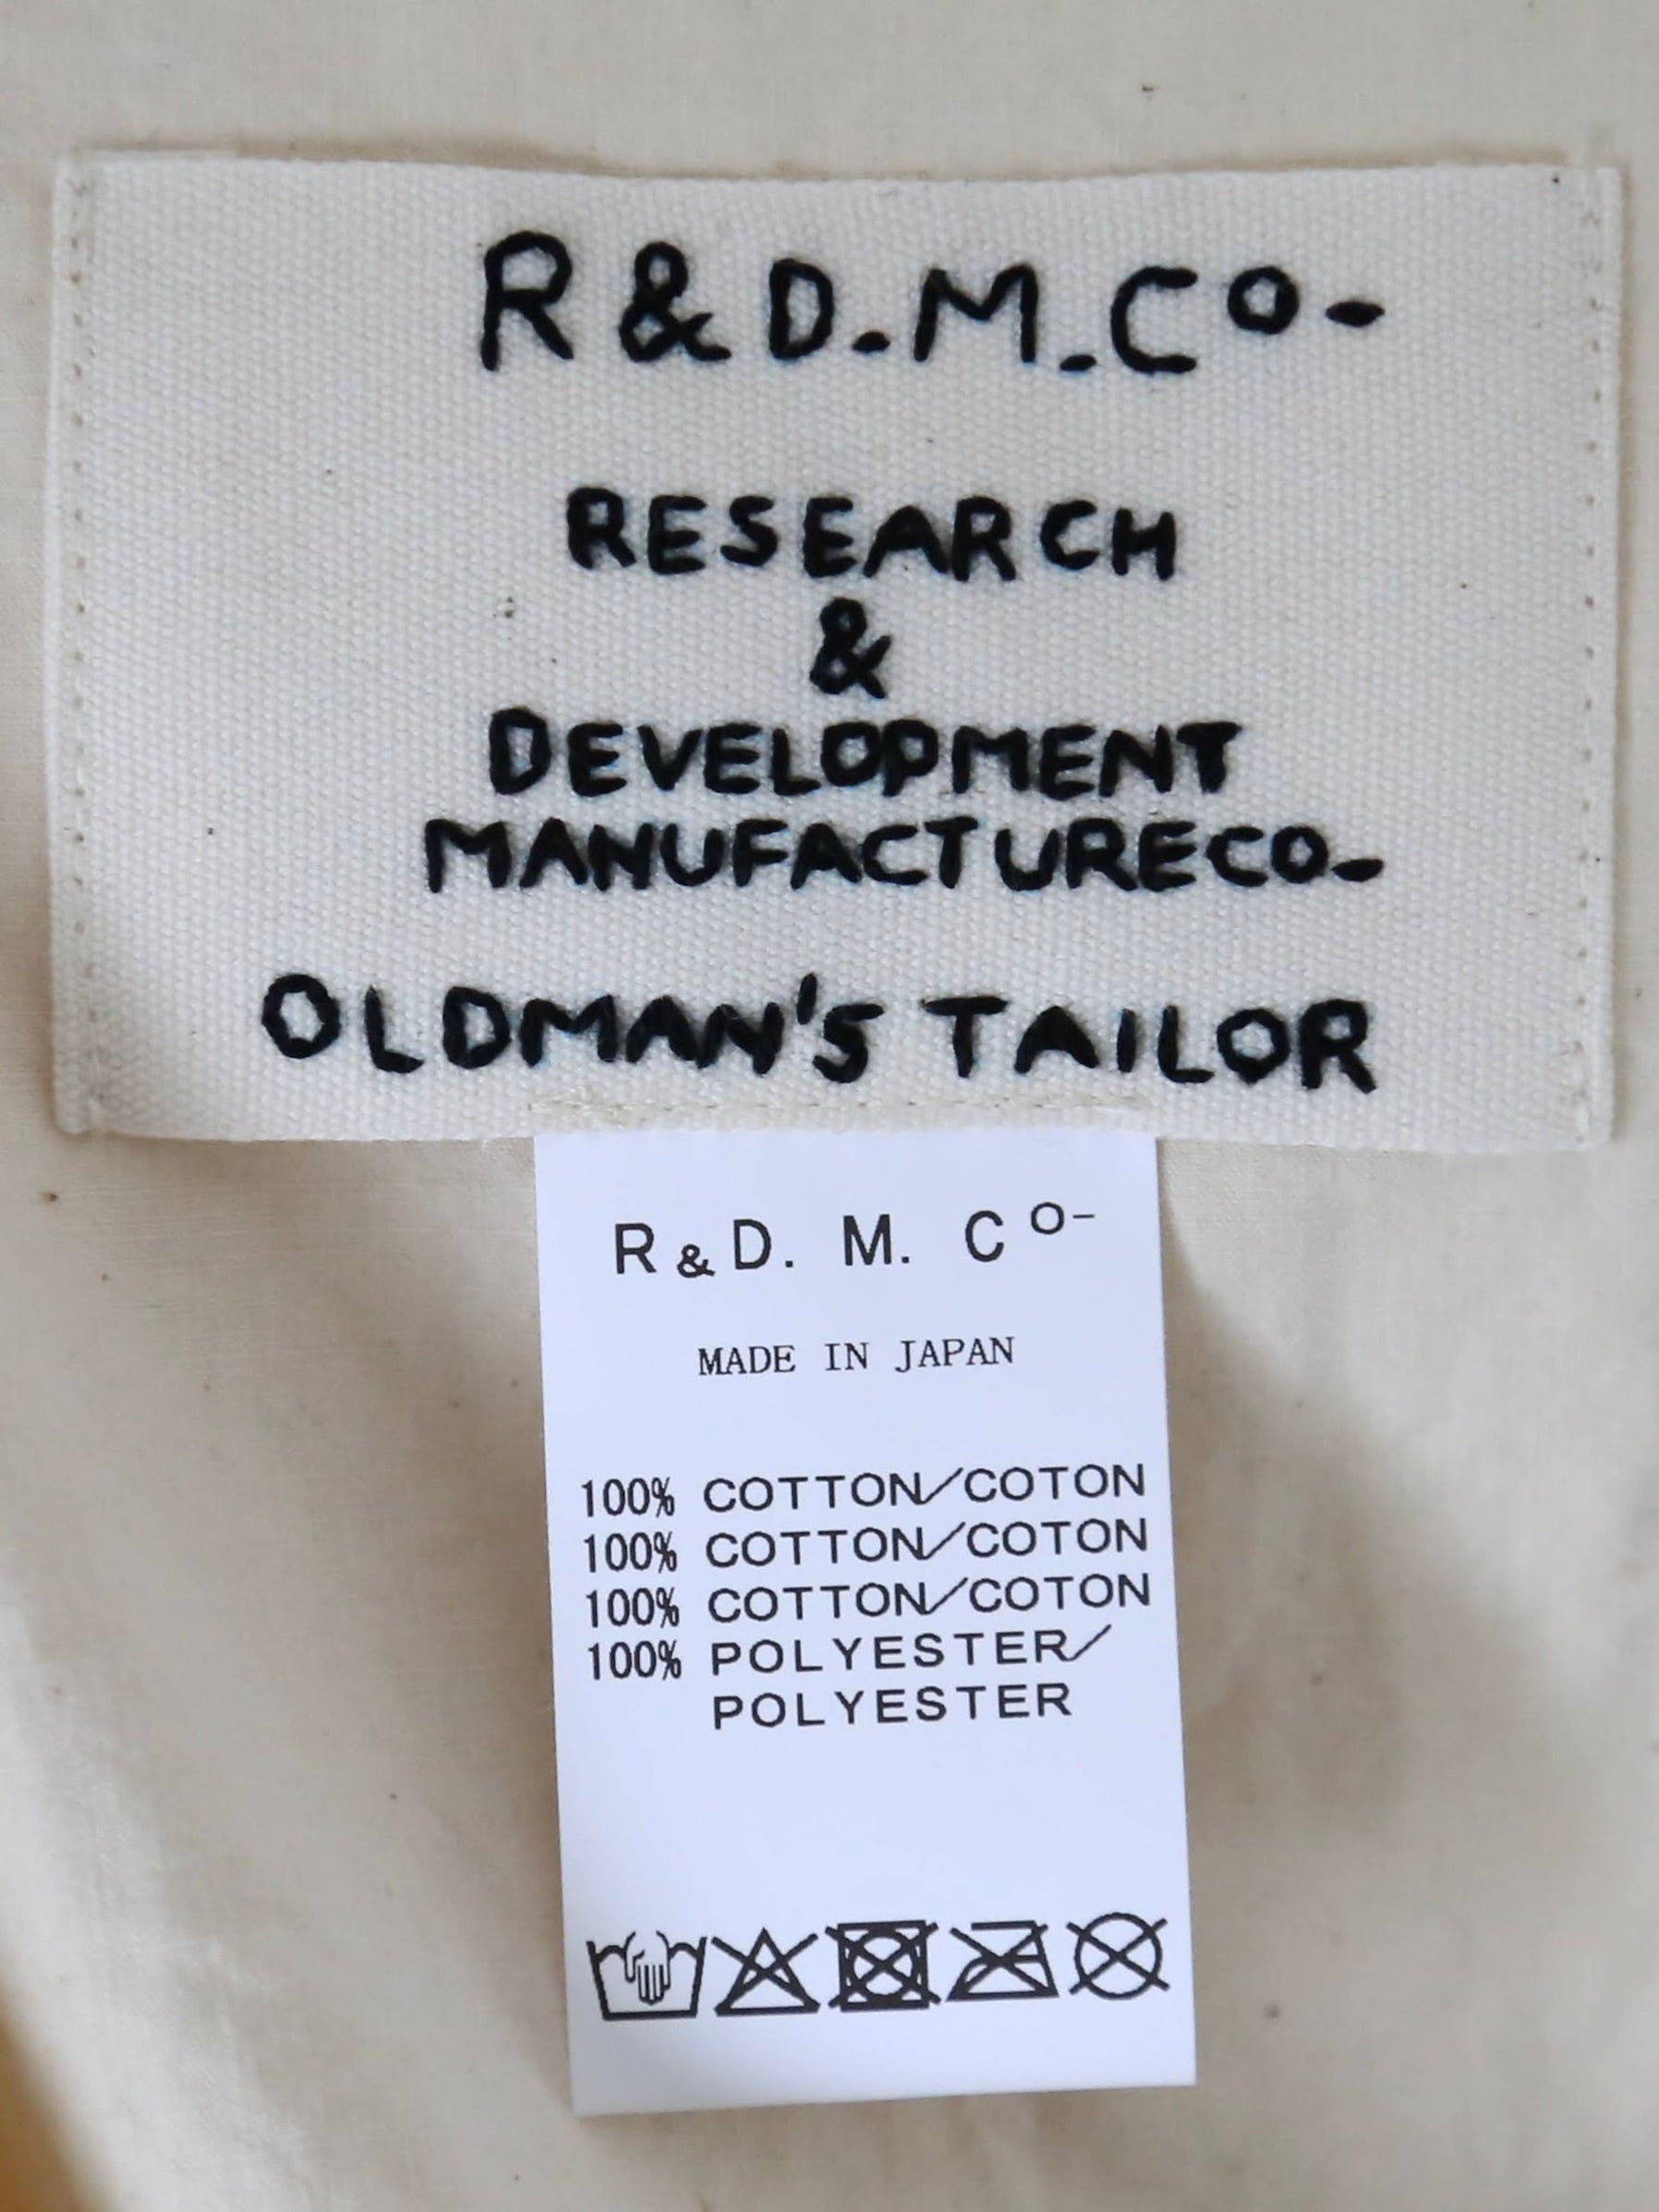 R & D.M.Co-
RESEARCH
&
DEVELOPMENT
MANUFACTURECO-
OLDMAN'S TAILOR
R & D. M. Co-
MADE IN JAPAN
100% COTTON/COTON
100% COTTON/COTON
100% COTTON/COTON
100% POLYESTER/
POLYESTER